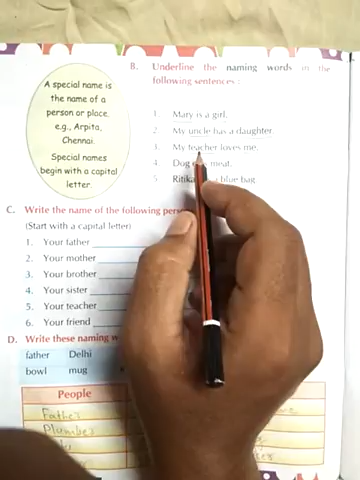 B. Underline the naming words in the
following sentences :
A special name is
the name of a
person or place.
e.g., Arpita,
Chennai.
Special names
begin with a capital
letter.
1. Mary is a girl.
2. My uncle has a daughter.
3. My teacher loves me.
4. Dog meat.
5. Ritika a blue bag
C. Write the name of the following
(Start with a capital letter)
1. Your father
2. Your mother
3. Your brother
4. Your sister
5. Your teacher
6. Your friend
D. Write these naming
father Delhi
bowl mug
People
Father
Plumber